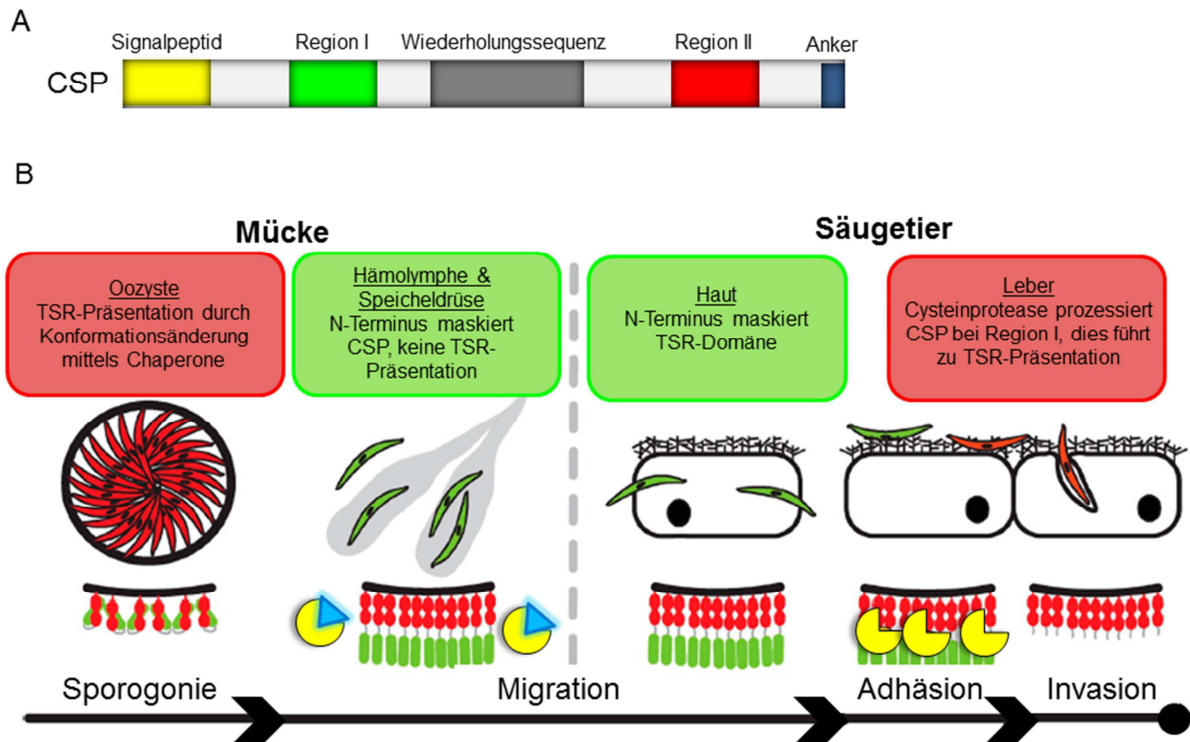 A
Signalpeptid Region I Wiederholungssequenz Region II Anker
CSP
B
Mücke
Säugetier
Oozyste
TSR-Präsentation durch
Konformationsänderung
mittels Chaperone
Hämolymphe &
Speicheldrüse
N-Terminus maskiert
CSP, keine TSR-
Präsentation
Haut
N-Terminus maskiert
TSR-Domäne
Leber
Cysteinprotease prozessiert
CSP bei Region I, dies führt
zu TSR-Präsentation
Sporogonie Migration Adhäsion Invasion